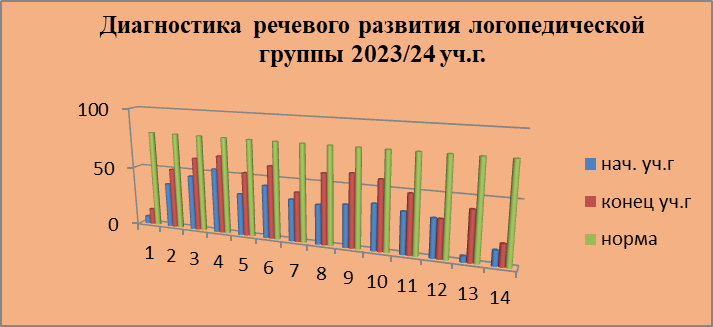 Диагностика речевого развития логопедической
группы 2023/24 уч.г.
100
50
0
1 2 3 4 5 6 7 8 9 10 11 12 13 14
нач. уч.г
конец уч.г
норма